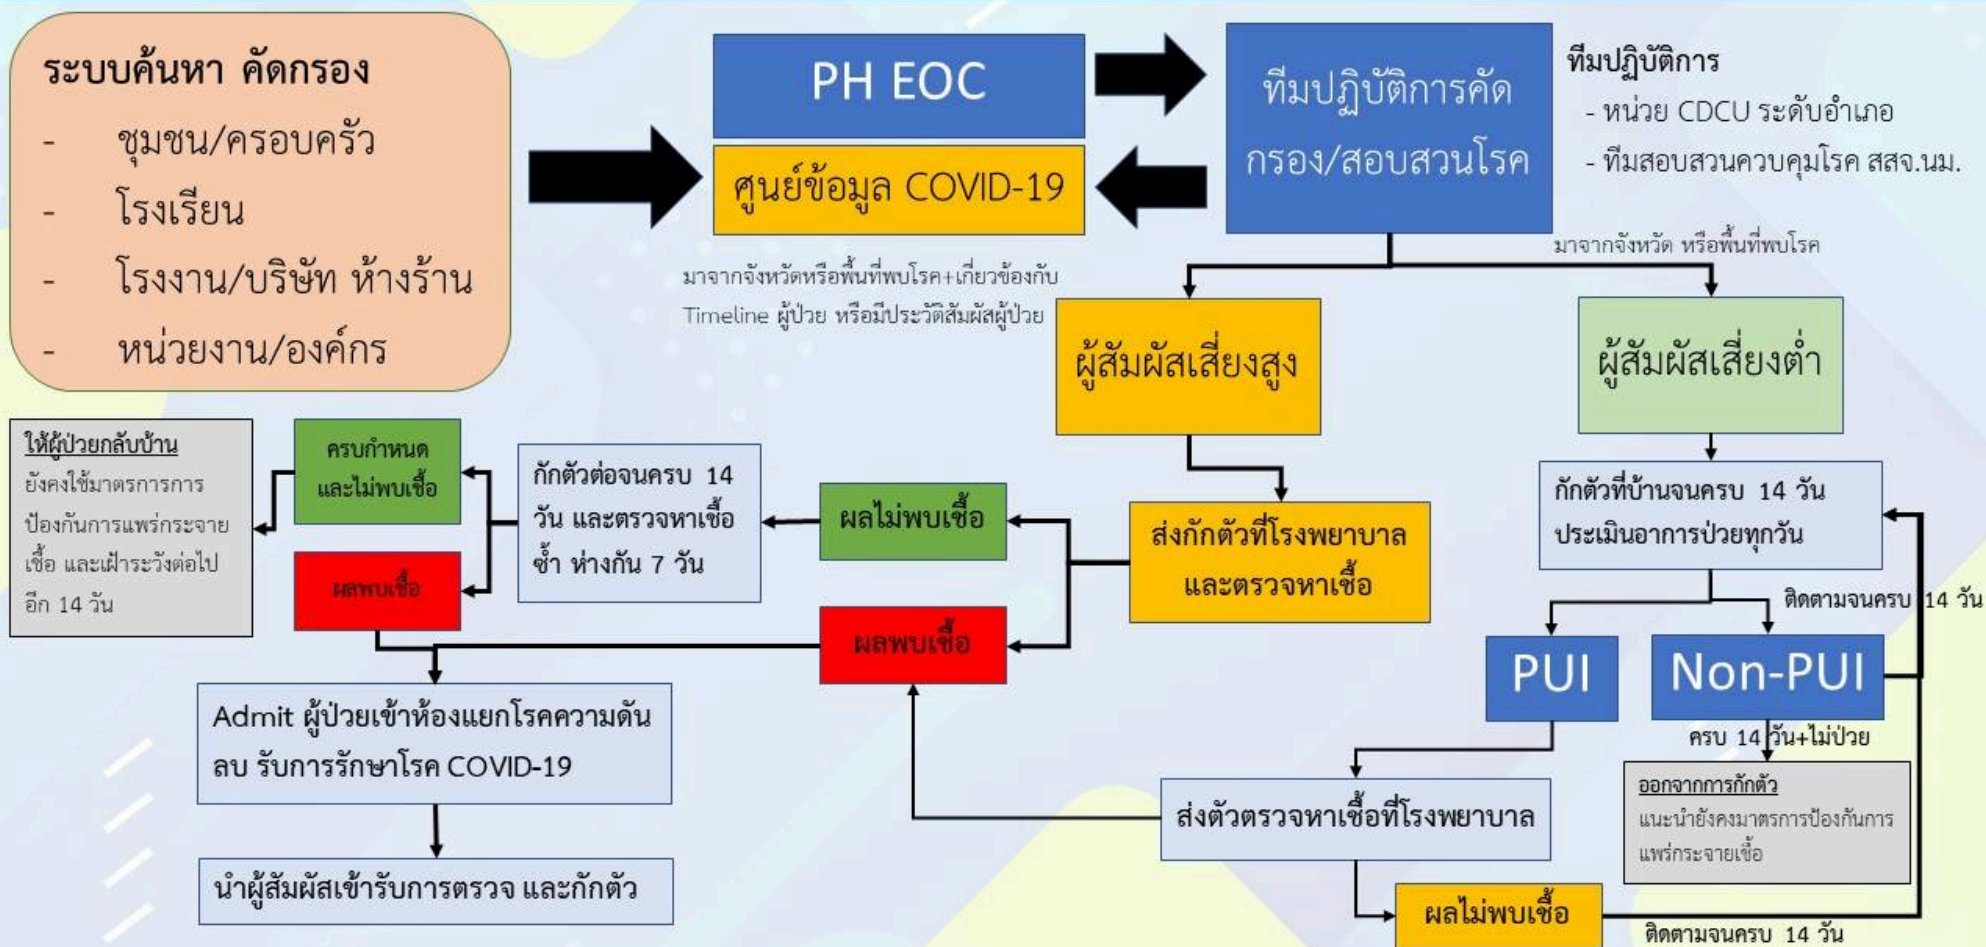 ระบบค้นหา คัดกรอง
- ชุมชน/ครอบครัว
- โรงเรียน
- โรงงาน/บริษัท ห้างร้าน
- หน่วยงาน/องค์กร
PH EOC
ศูนย์ข้อมูล COVID-19
ทีมปฏิบัติการคัด
กรอง/สอบสวนโรค
ทีมปฏิบัติการ
- หน่วย CDCU ระดับอำเภอ
- ทีมสอบสวนควบคุมโรค สสจ.นม.
มาจากจังหวัดหรือพื้นที่พบโรค+เกี่ยวข้องกับ
Timeline ผู้ป่วย หรือมีประวัติสัมผัสผู้ป่วย
มาจากจังหวัด หรือพื้นที่พบโรค
ผู้สัมผัสเสี่ยงสูง
ผู้สัมผัสเสี่ยงต่ำ
ให้ผู้ป่วยกลับบ้าน
ยังคงใช้มาตรการการ
ป้องกันการแพร่กระจาย
เชื้อ และเฝ้าระวังต่อไป
อีก 14 วัน
ครบกำหนด
และไม่พบเชื้อ
ผลพบเชื้อ
กักตัวต่อจนครบ 14
วัน และตรวจหาเชื้อ
ซ้ำ ห่างกัน 7 วัน
ผลไม่พบเชื้อ
ผลพบเชื้อ
ส่งกักตัวที่โรงพยาบาล
และตรวจหาเชื้อ
กักตัวที่บ้านจนครบ 14 วัน
ประเมินอาการป่วยทุกวัน
ติดตามจนครบ 14 วัน
PUI
Non-PUI
ครบ 14 วัน+ไม่ป่วย
ออกจากการกักตัว
แนะนำยังคงมาตรการป้องกันการ
แพร่กระจายเชื้อ
Admit ผู้ป่วยเข้าห้องแยกโรคความดัน
ลบ รับการรักษาโรค COVID-19
นำผู้สัมผัสเข้ารับการตรวจ และกักตัว
ส่งตัวตรวจหาเชื้อที่โรงพยาบาล
ผลไม่พบเชื้อ
ติดตามจนครบ 14 วัน